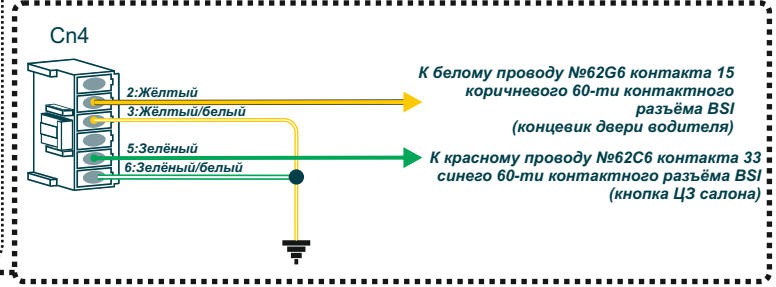 Cn4
2:Жёлтый
3:Жёлтый/белый
5:Зелёный
6:Зелёный/белый
К белому проводу №62G6 контакта 15
коричневого 60-ти контактного
разъёма BSI
(концевик двери водителя)
К красному проводу №62C6 контакта 33
синего 60-ти контактного разъёма BSI
(кнопка ЦЗ салона)